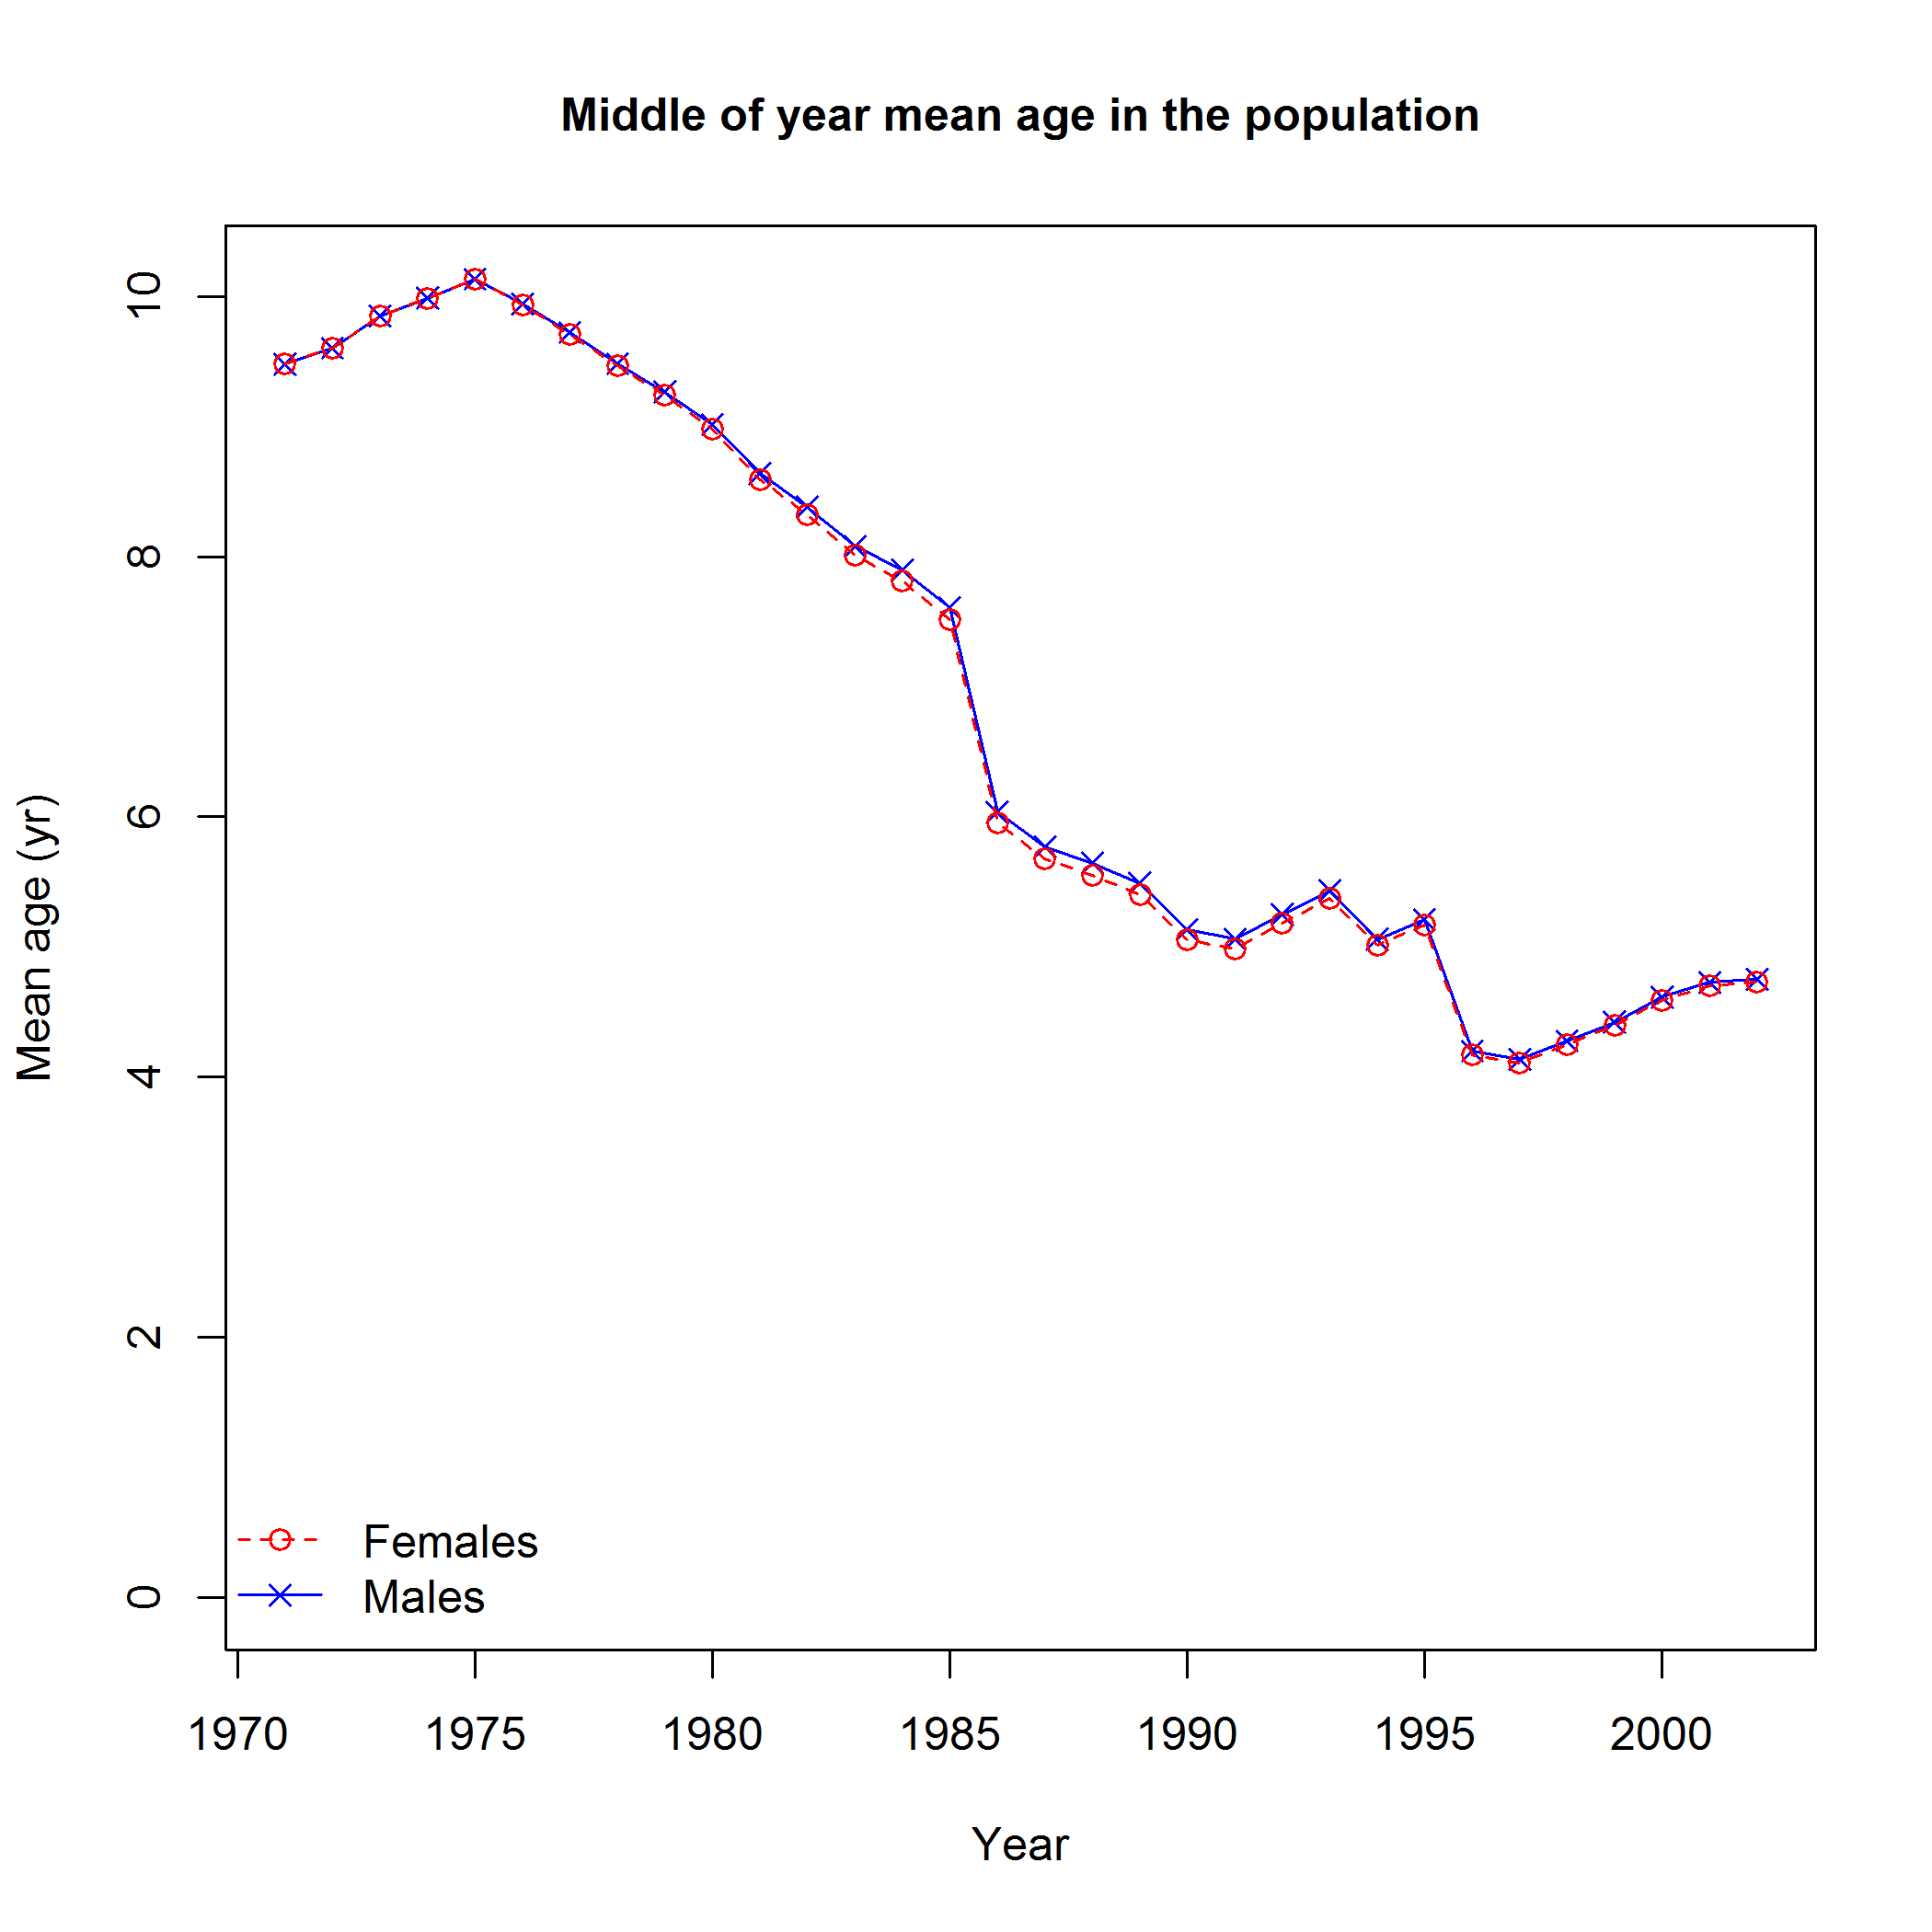 Middle of year mean age in the population
Mean age (yr)
10
8
6
4
2
0
Females
Males
1970 1975 1980 1985 1990 1995 2000
Year